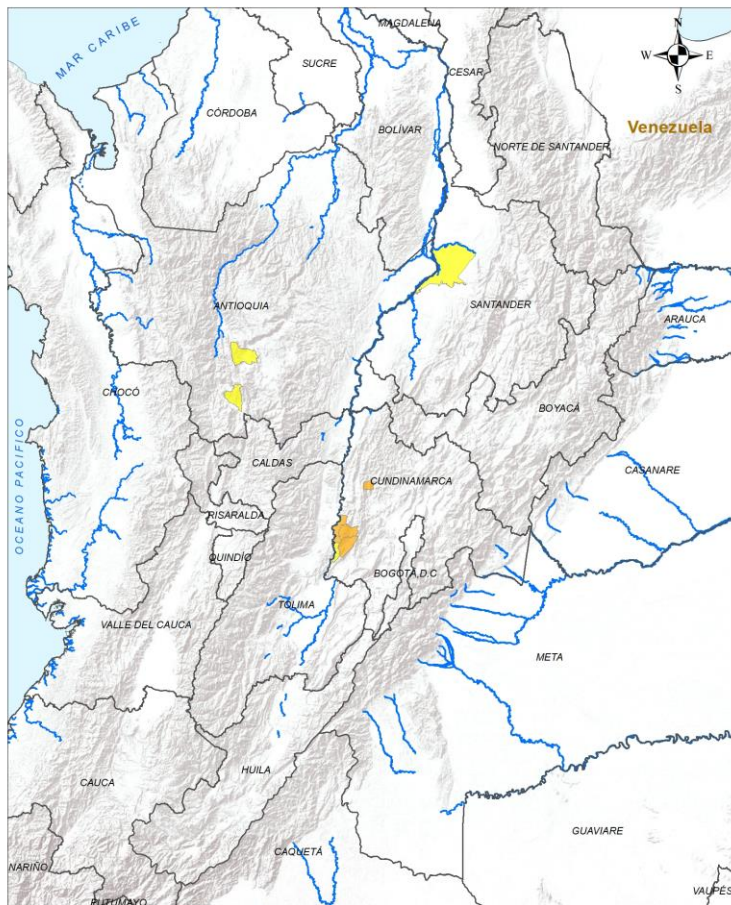 MAGDALENA
N
MAR CARIBE
SUCRE
W
E
CESAR
S
CÓRDOBA
BOLÍVAR
Venezuela
NORTE DE SANTANDER
ANTIOQUIA
SANTANDER
ARAUCA
CHOCÓ
BOYACÁ
OCEANO PACIFICO
CALDAS
CASANARE
CUNDINAMARCA
RISARALDA
QUINDÍO
BOGOTÁ, D.C
TOLIMA
VALLE DEL CAUCA
META
HUILA
CAUCA
GUAVIARE
CAQUETÁ
NARIÑO
VAUPÉS
PUTUMAYO